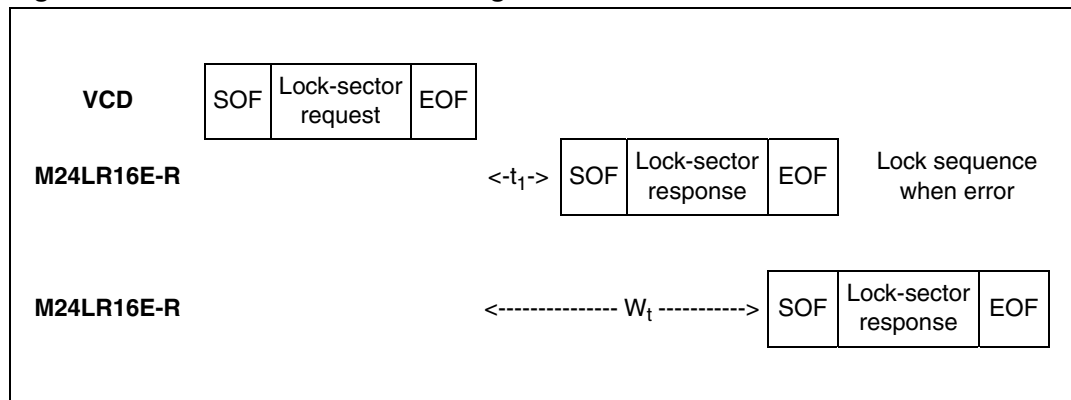 VCD
SOF
Lock-sector
request
EOF
M24LR16E-R
<-t1->
SOF
Lock-sector
response
EOF
Lock sequence
when error
M24LR16E-R
<--------------- Wt ----------->
SOF
Lock-sector
response
EOF